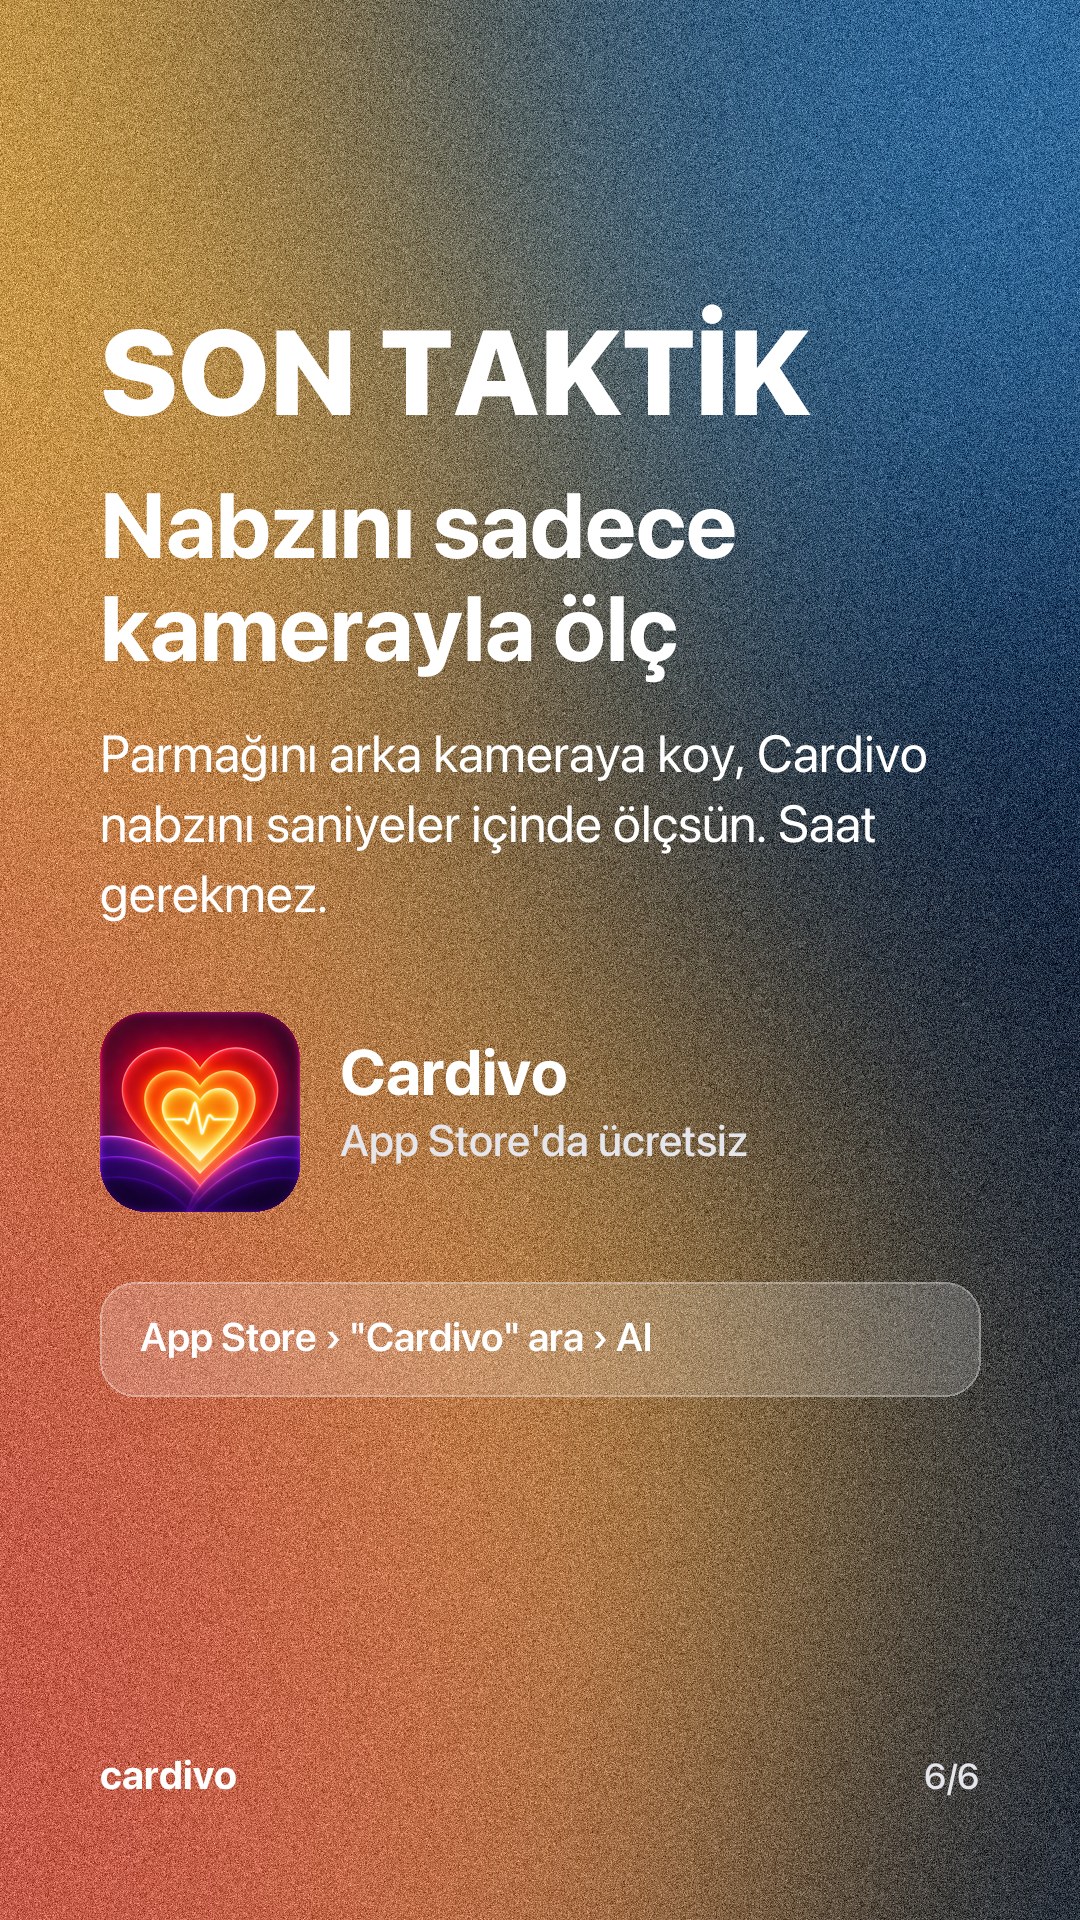 SON TAKTİK
Nabzını sadece
kamerayla ölç
Parmağını arka kameraya koy, Cardivo
nabzını saniyeler içinde ölçsün. Saat
gerekmez.
Cardivo
App Store'da ücretsiz
App Store › "Cardivo" ara › Al
cardivo
6/6